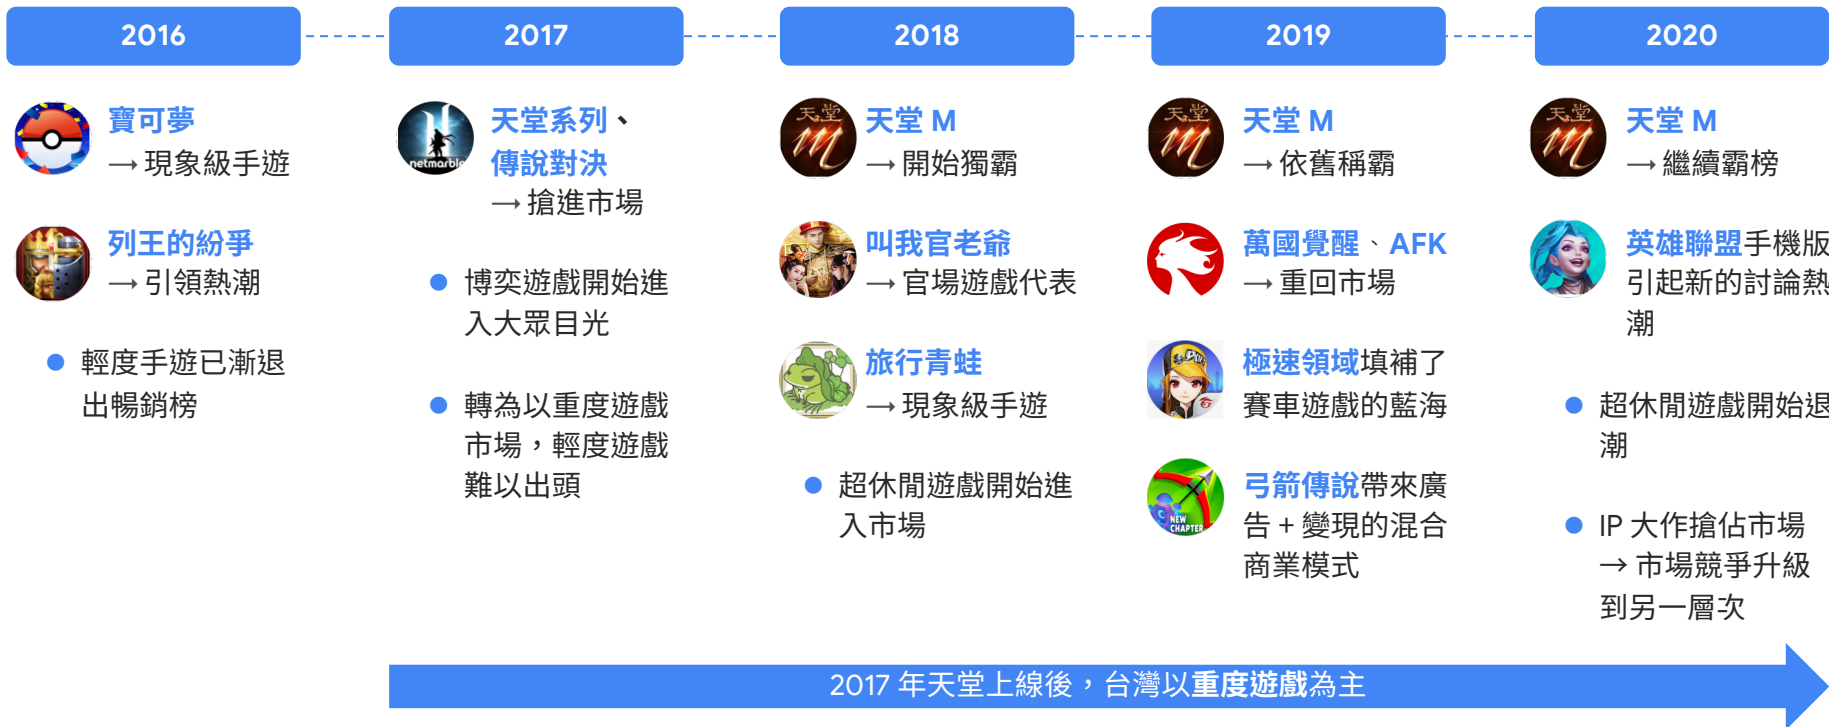 2016
寶可夢
→ 現象級手遊
列王的紛爭
→ 引領熱潮
● 輕度手遊已漸退
出暢銷榜
2017
netmarble
天堂系列、
傳說對決
→ 搶進市場
● 博奕遊戲開始進
入大眾目光
● 轉為以重度遊戲
市場，輕度遊戲
難以出頭
2018
天堂 M
天堂 M
→ 開始獨霸
叫我官老爺
→ 官場遊戲代表
旅行青蛙
→ 現象級手遊
● 超休閒遊戲開始進
入市場
2019
天堂 M
天堂 M
→ 依舊稱霸
萬國覺醒、AFK
→ 重回市場
極速領域填補了
賽車遊戲的藍海
NEW
CHAPTER
弓箭傳說帶來廣
告 + 變現的混合
商業模式
2020
天堂 M
天堂 M
→ 繼續霸榜
英雄聯盟手機版
引起新的討論熱
潮
● 超休閒遊戲開始退
潮
● IP 大作搶佔市場
→ 市場競爭升級
到另一層次
2017 年天堂上線後，台灣以重度遊戲為主